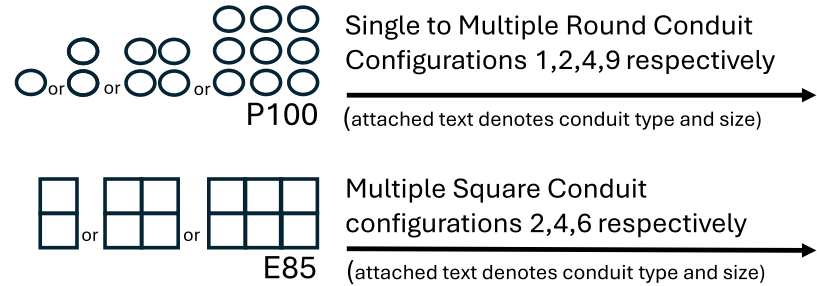 Single to Multiple Round Conduit
Configurations 1,2,4,9 respectively
or or or
P100
(attached text denotes conduit type and size)
Multiple Square Conduit
configurations 2,4,6 respectively
or or
E85
(attached text denotes conduit type and size)